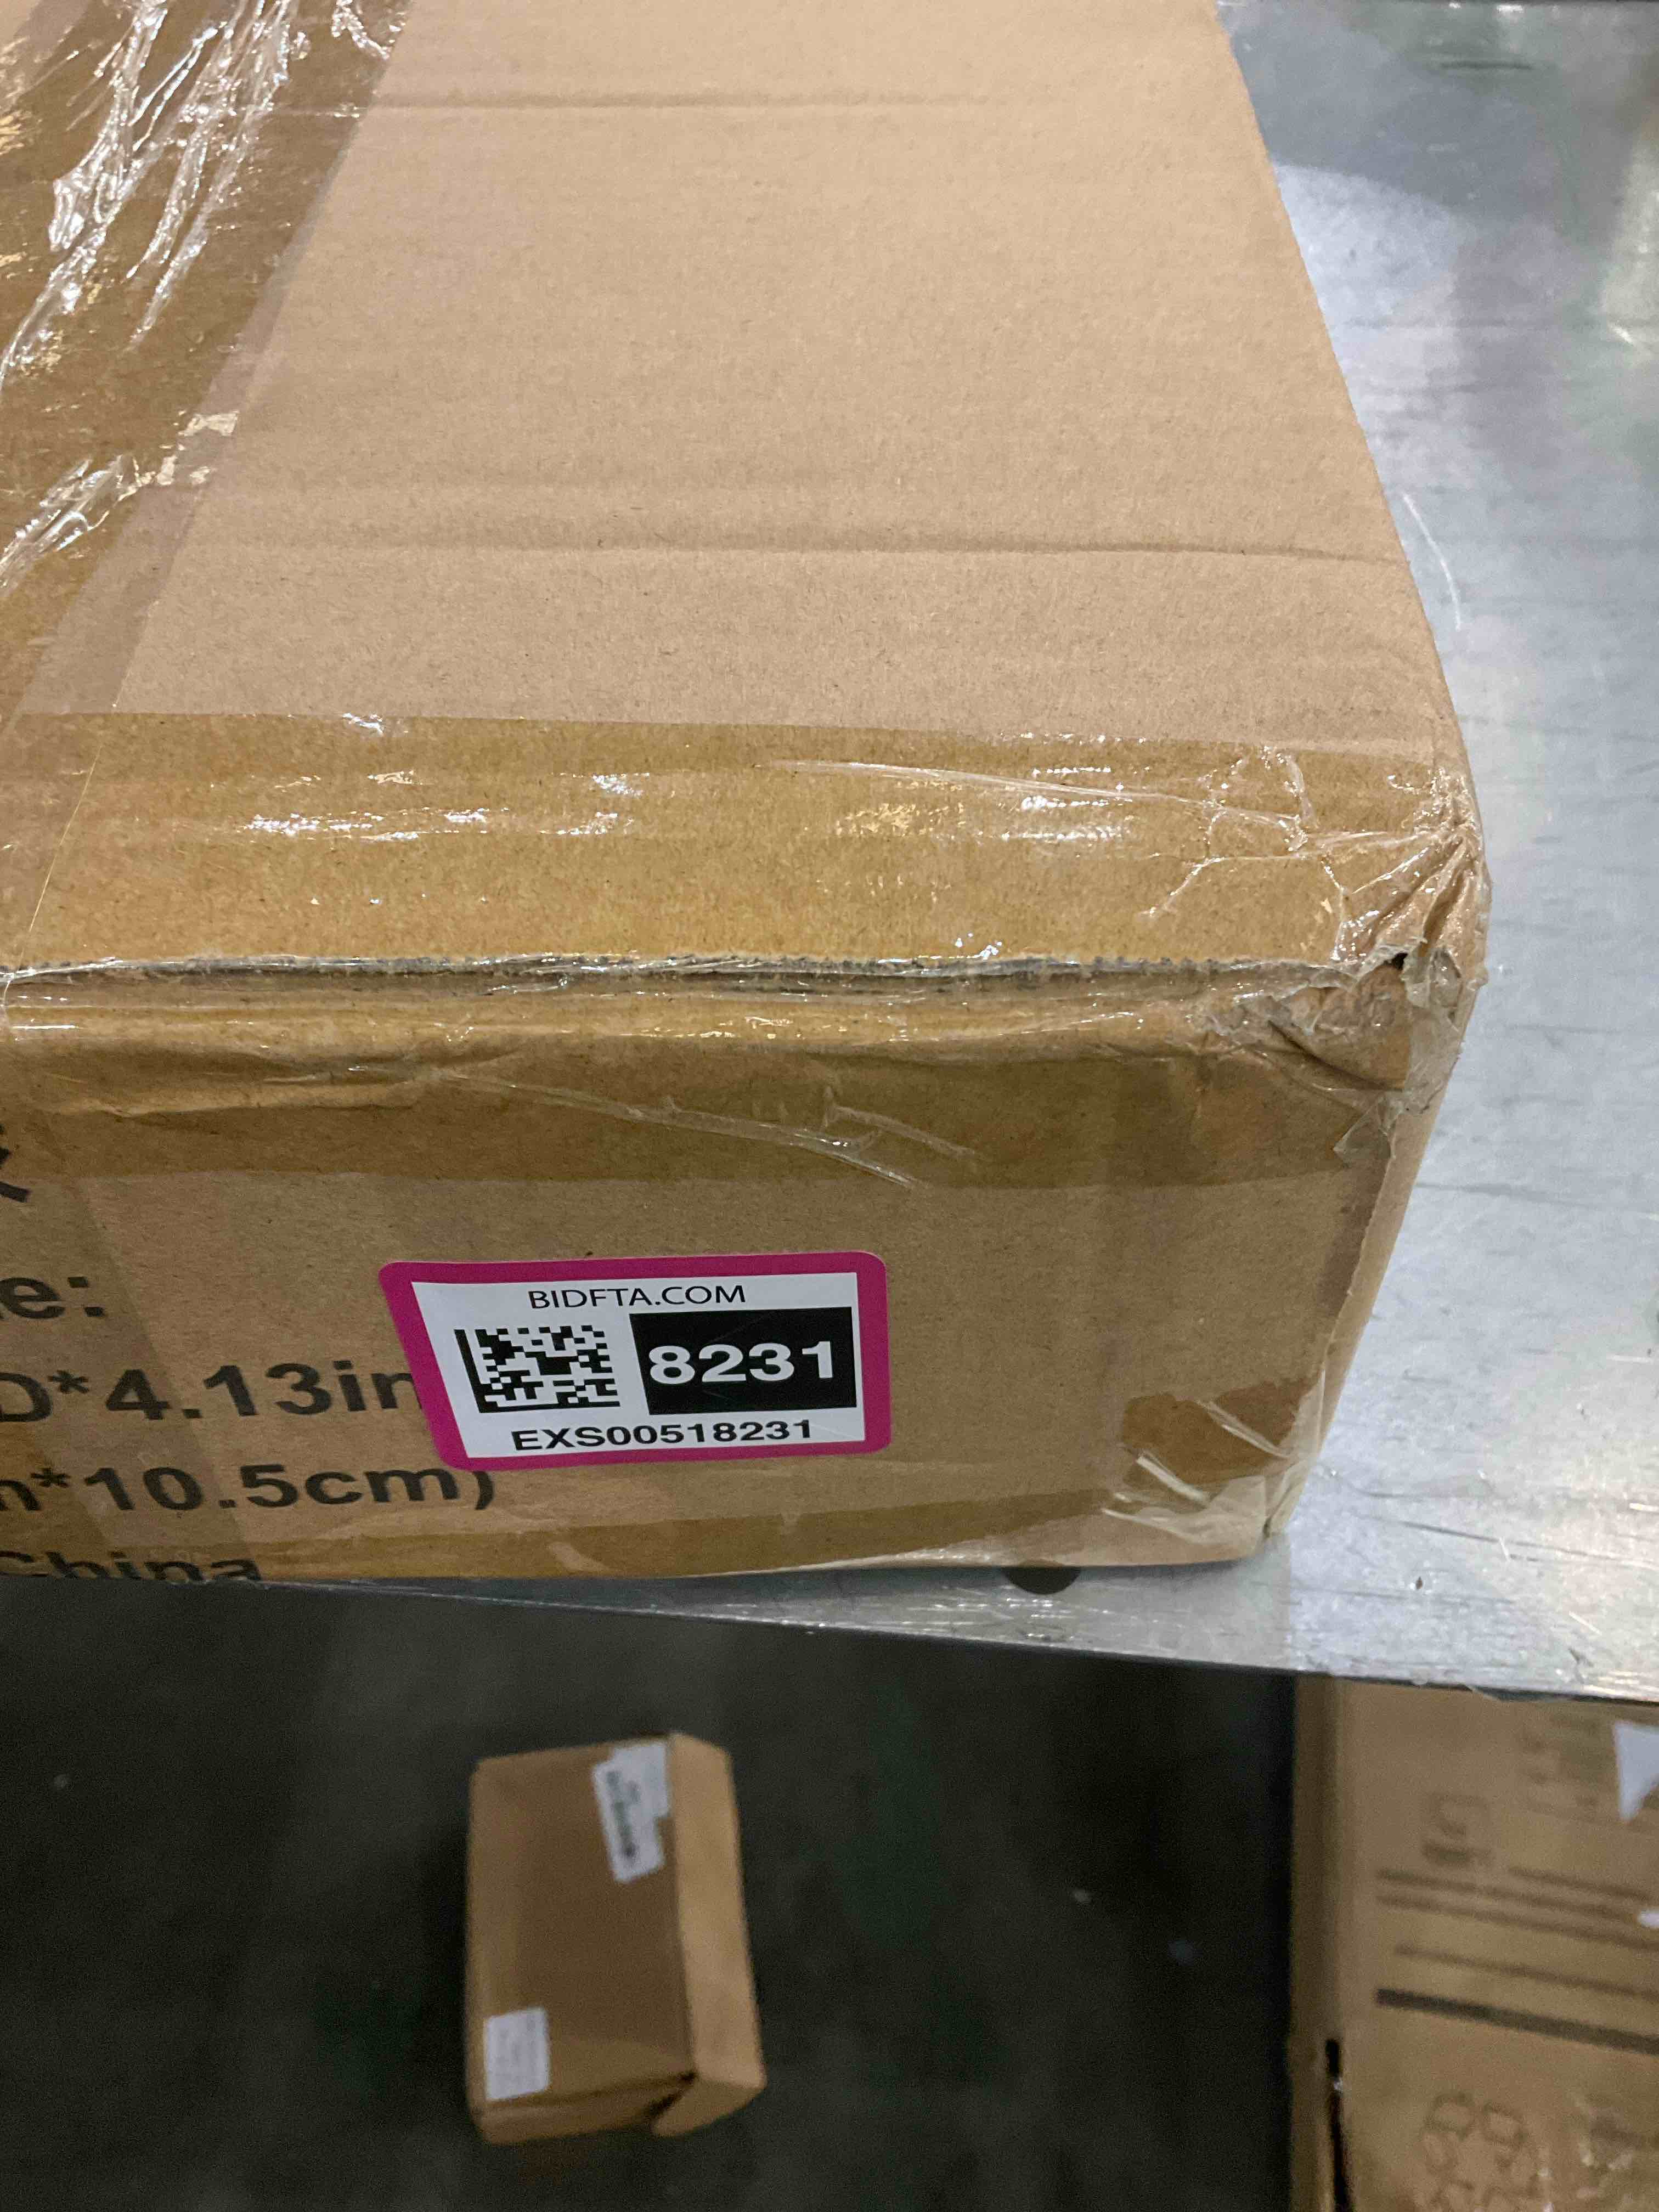 BIDFTA.COM
8231
EXS00518231
e:
D*4.13in
*10.5cm)
China